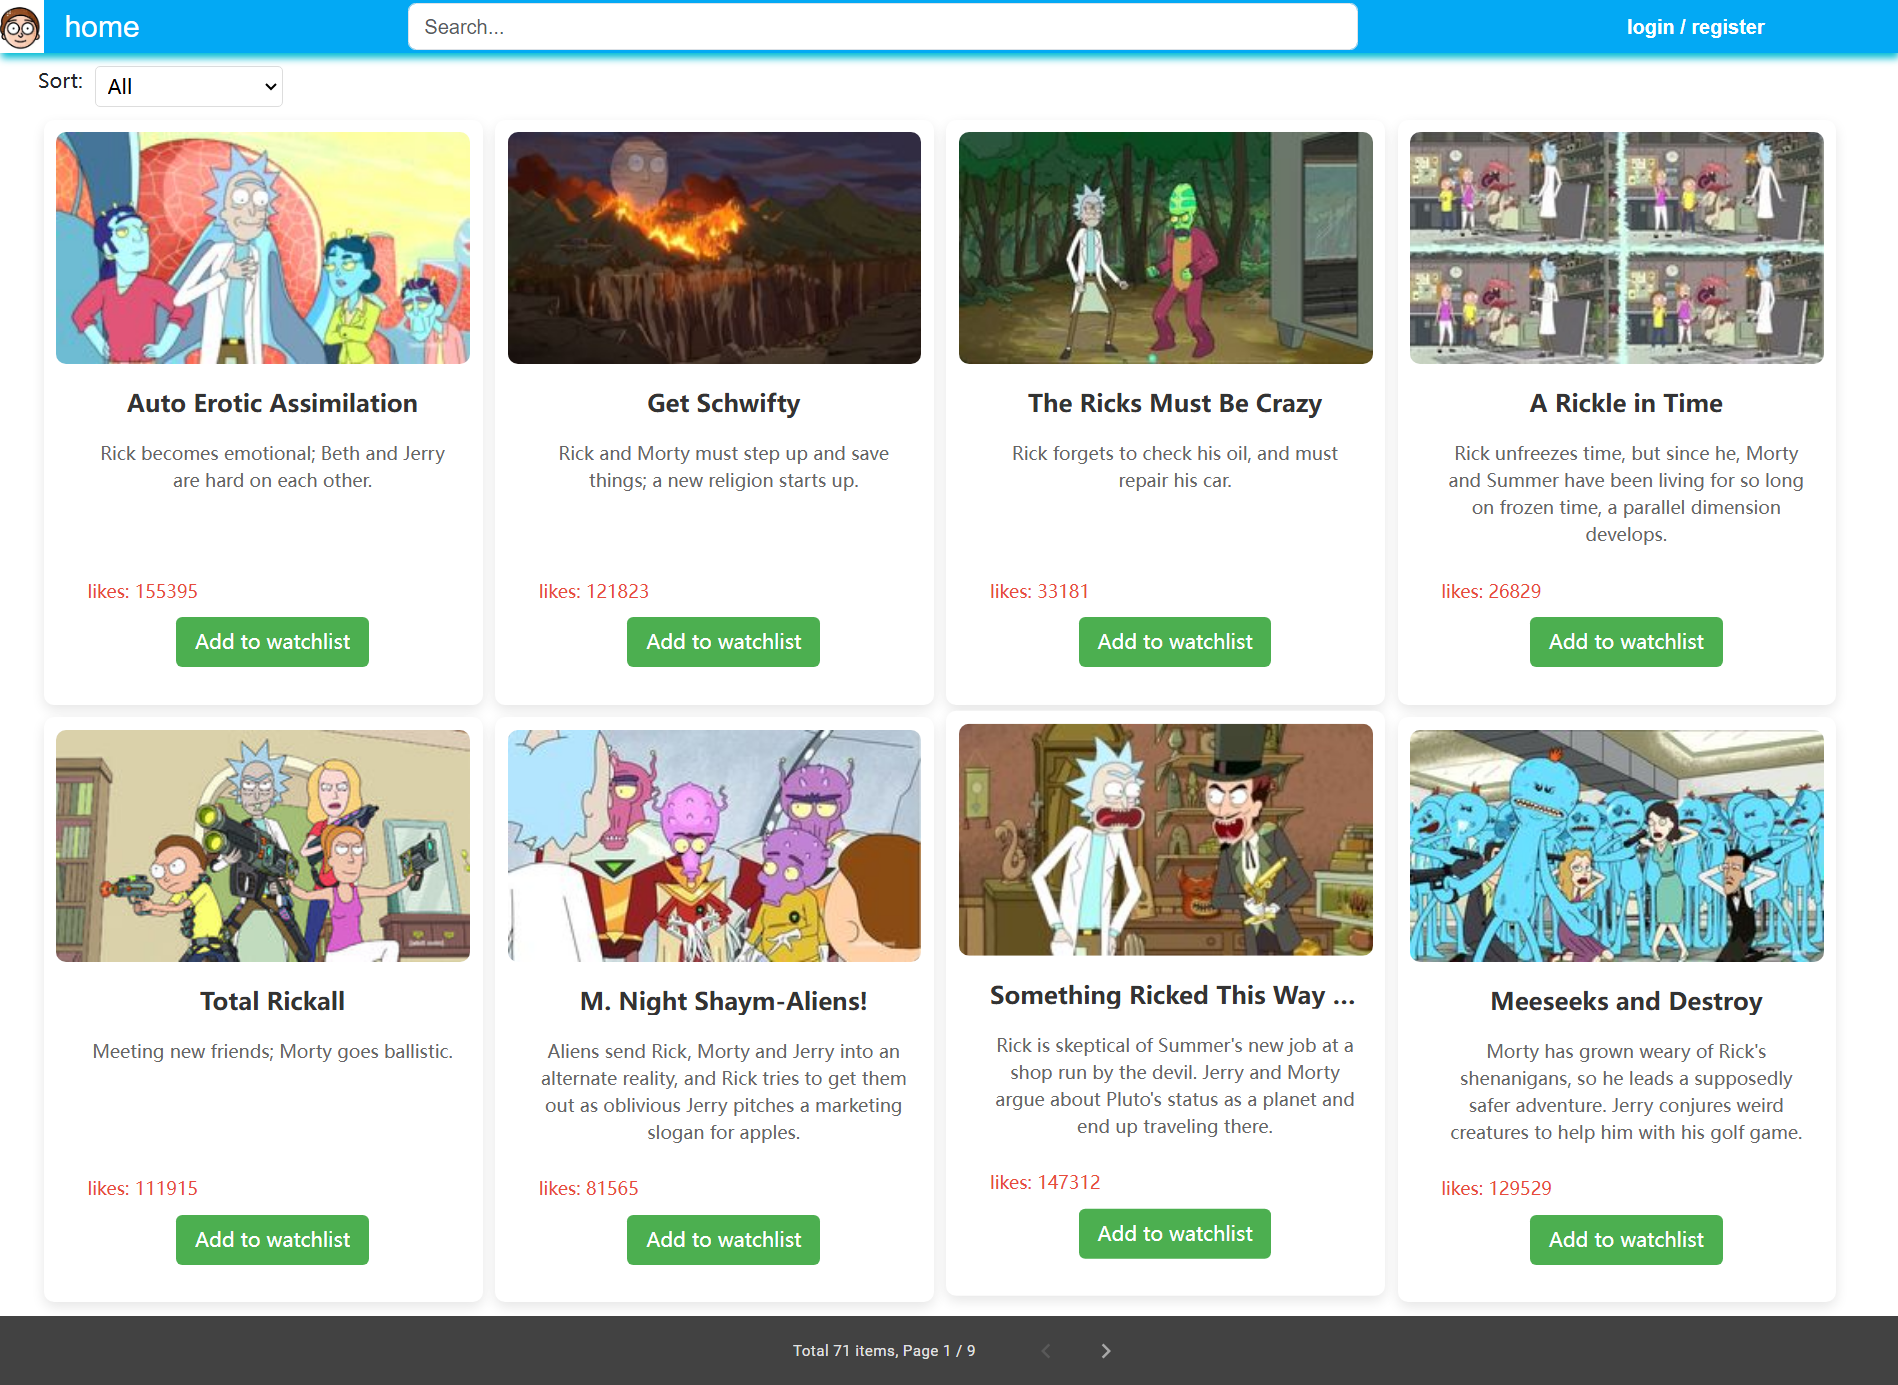 home
Search...
login / register
Sort:
All
Auto Erotic Assimilation
Rick becomes emotional; Beth and Jerry
are hard on each other.
likes: 155395
Add to watchlist
Get Schwifty
Rick and Morty must step up and save
things; a new religion starts up.
likes: 121823
Add to watchlist
The Ricks Must Be Crazy
Rick forgets to check his oil, and must
repair his car.
likes: 33181
Add to watchlist
A Rickle in Time
Rick unfreezes time, but since he, Morty
and Summer have been living for so long
on frozen time, a parallel dimension
develops.
likes: 26829
Add to watchlist
Total Rickall
Meeting new friends; Morty goes ballistic.
likes: 111915
Add to watchlist
M. Night Shaym-Aliens!
Aliens send Rick, Morty and Jerry into an
alternate reality, and Rick tries to get them
out as oblivious Jerry pitches a marketing
slogan for apples.
likes: 81565
Add to watchlist
Something Ricked This Way ...
Rick is skeptical of Summer's new job at a
shop run by the devil. Jerry and Morty
argue about Pluto's status as a planet and
end up traveling there.
likes: 147312
Add to watchlist
Meeseeks and Destroy
Morty has grown weary of Rick's
shenanigans, so he leads a supposedly
safer adventure. Jerry conjures weird
creatures to help him with his golf game.
likes: 129529
Add to watchlist
Total 71 items, Page 1 / 9